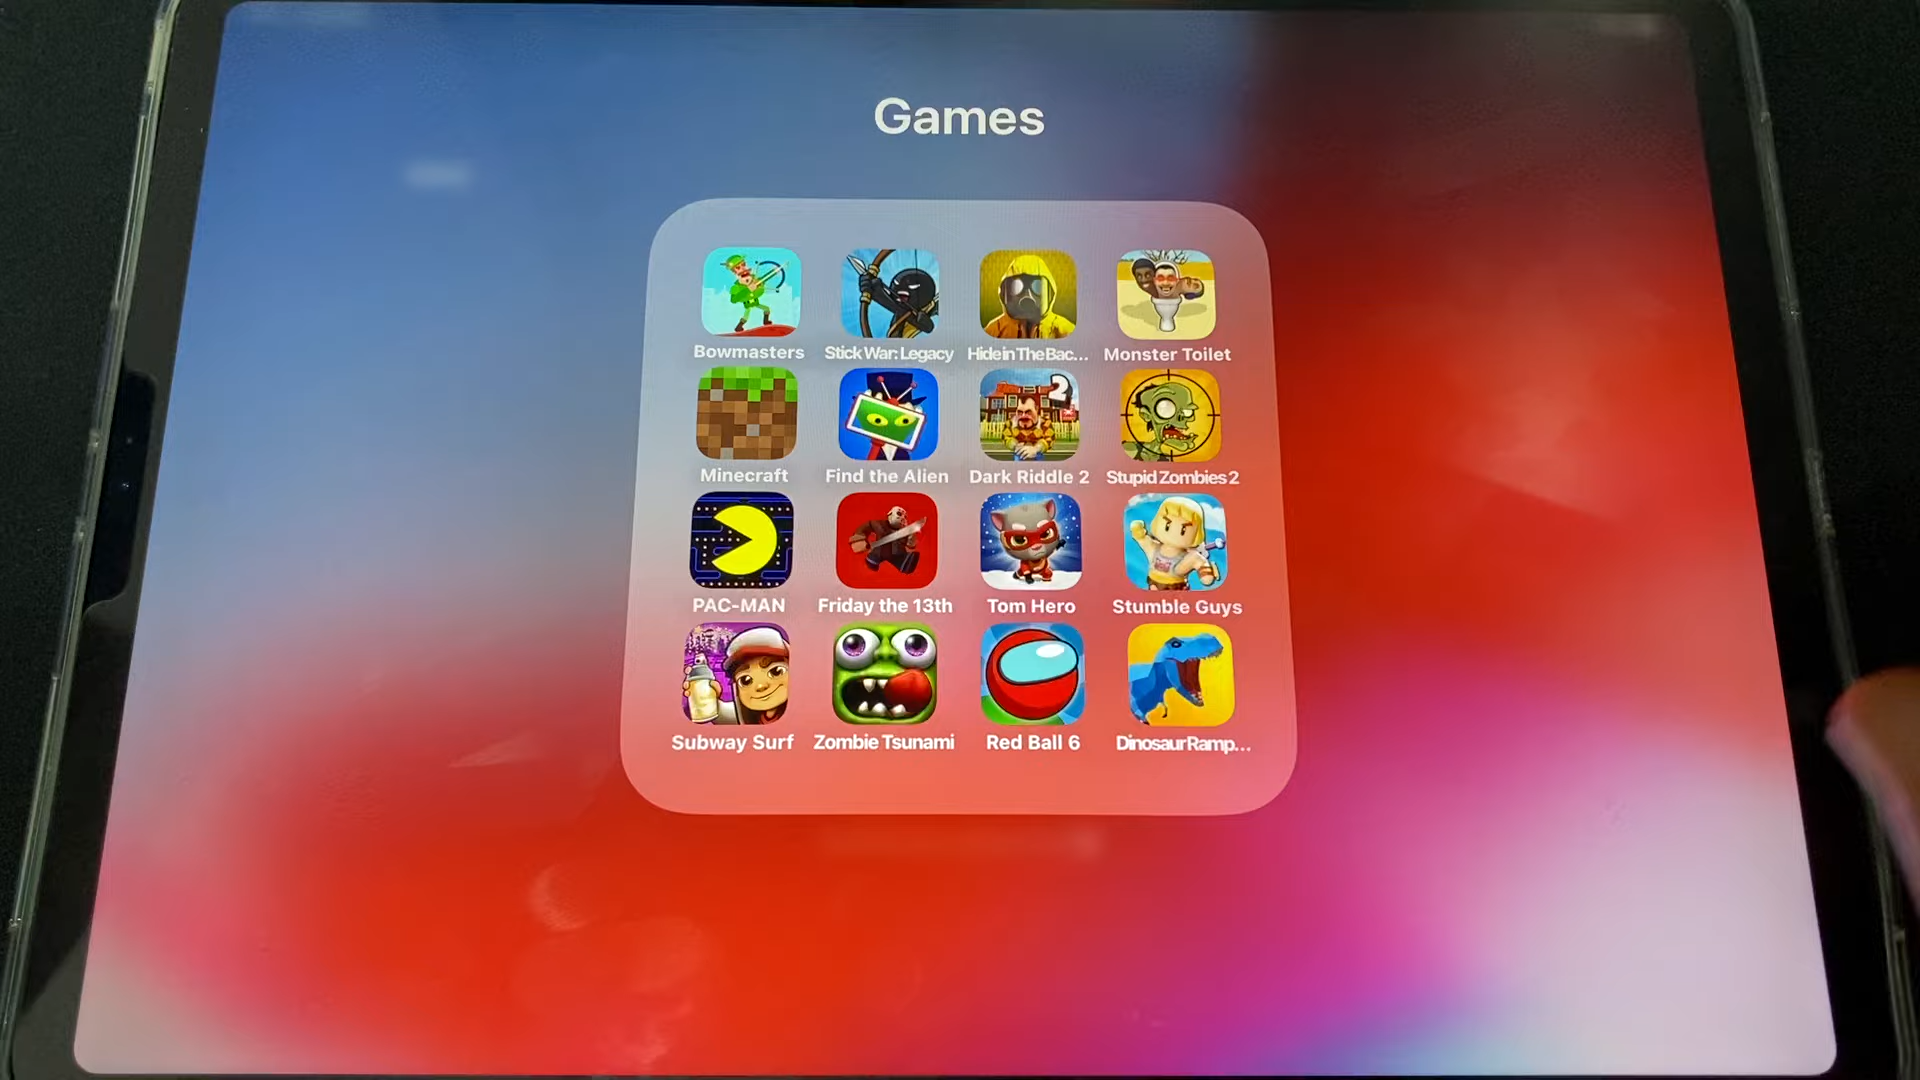 Games
Bowmasters
Stick War: Legacy
Hide in The Bac...
Monster Toilet
Minecraft
Find the Alien
2
Dark Riddle 2
Stupid Zombies 2
PAC-MAN
Friday the 13th
Tom Hero
Stumble Guys
Subway Surf
Zombie Tsunami
Red Ball 6
Dinosaur Ramp...